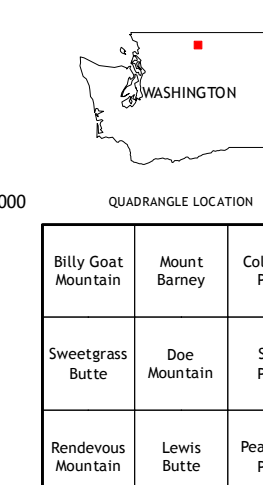 WASHINGTON
000
QUADRANGLE LOCATION
Billy Goat
Mountain
Mount
Barney
Sweetgrass
Butte
Doe
Mountain
Rendevous
Mountain
Lewis
Butte